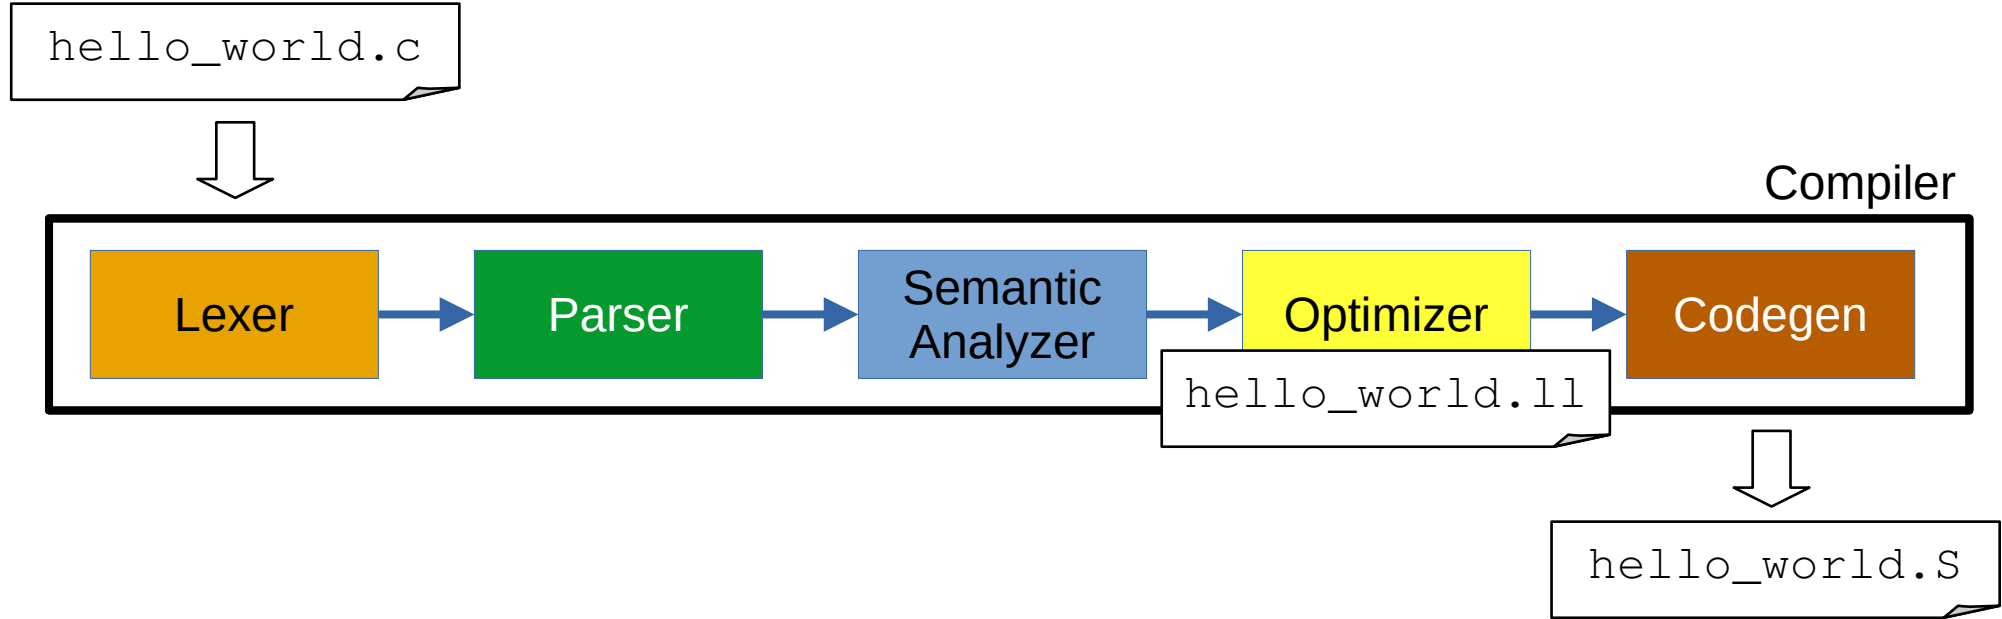 hello_world.c
Compiler
Lexer
Parser
Semantic
Analyzer
Optimizer
Codegen
hello_world.ll
hello_world.S